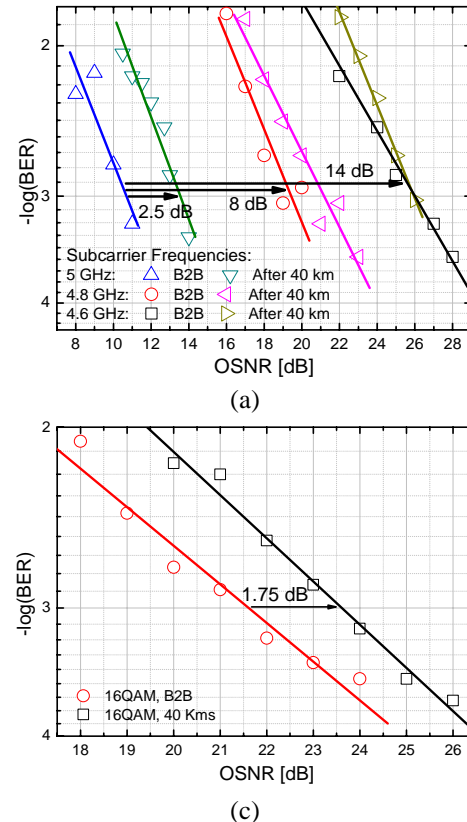 2
3
4
-log(BER)
14 dB
8 dB
2.5 dB
Subcarrier Frequencies:
5 GHz: B2B After 40 km
4.8 GHz: B2B After 40 km
4.6 GHz: B2B After 40 km
8 10 12 14 16 18 20 22 24 26 28
OSNR [dB]
(a)
2
3
4
-log(BER)
1.75 dB
16QAM, B2B
16QAM, 40 Kms
18 19 20 21 22 23 24 25 26
OSNR [dB]
(c)